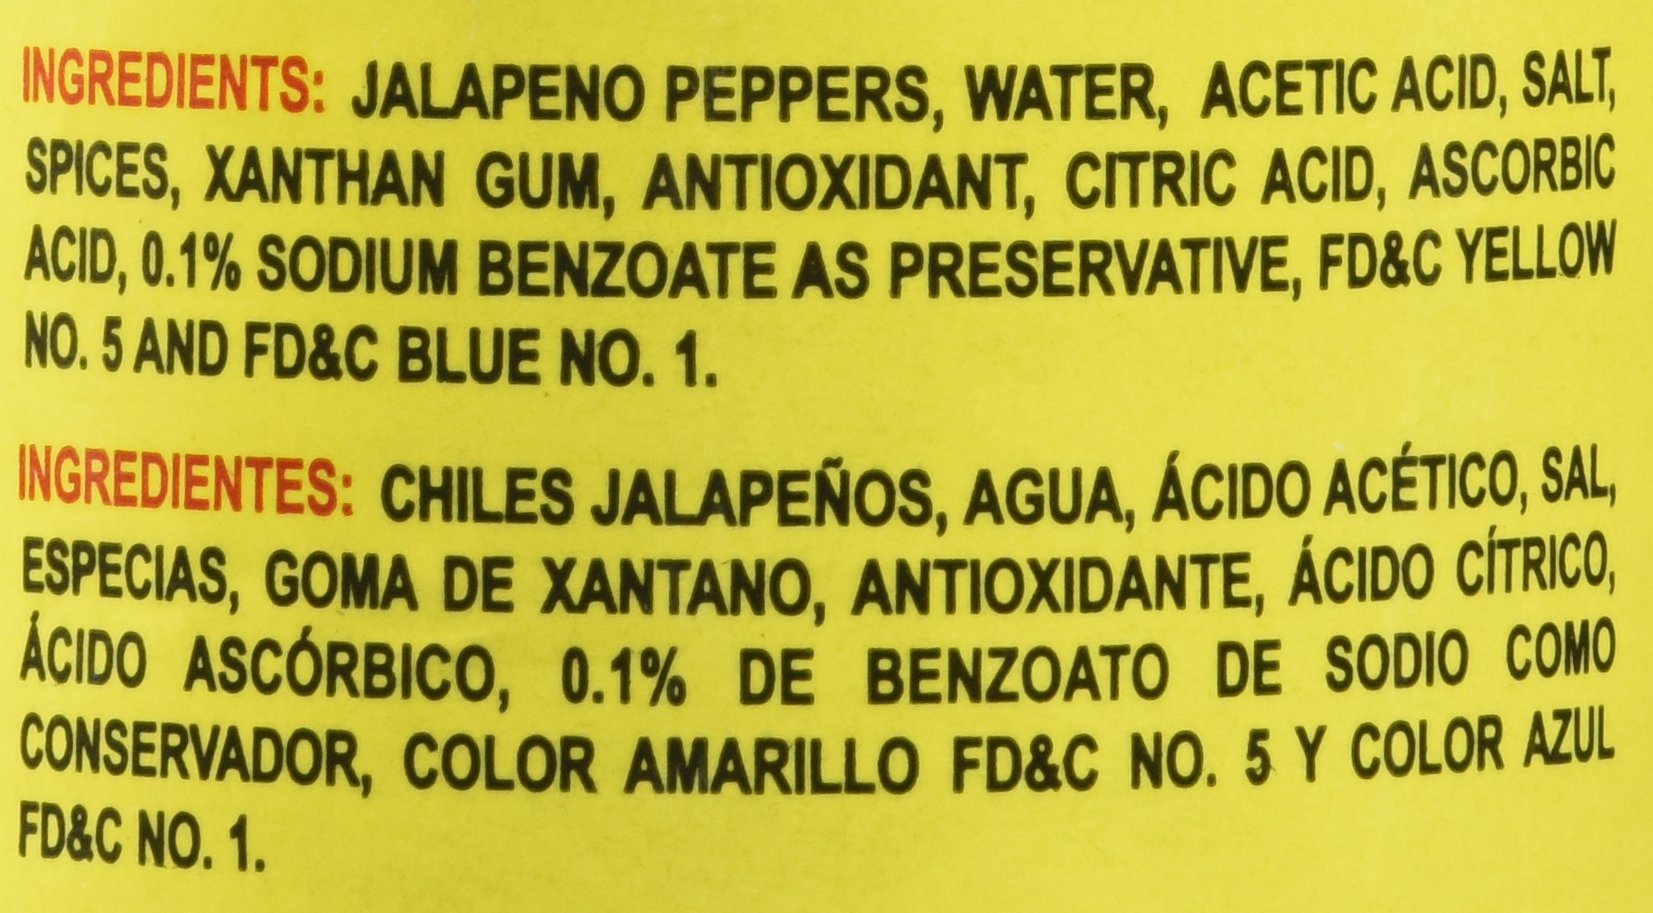 INGREDIENTS: JALAPENO PEPPERS, WATER, ACETIC ACID, SALT,
SPICES, XANTHAN GUM, ANTIOXIDANT, CITRIC ACID, ASCORBIC
ACID, 0.1% SODIUM BENZOATE AS PRESERVATIVE, FD&C YELLOW
NO. 5 AND FD&C BLUE NO. 1.
INGREDIENTES: CHILES JALAPEÑOS, AGUA, ÁCIDO ACÉTICO, SAL,
ESPECIAS, GOMA DE XANTANO, ANTIOXIDANTE, ÁCIDO CÍTRICO,
ÁCIDO ASCÓRBICO, 0.1% DE BENZOATO DE SODIO COMO
CONSERVADOR, COLOR AMARILLO FD&C NO. 5 Y COLOR AZUL
FD&C NO. 1.